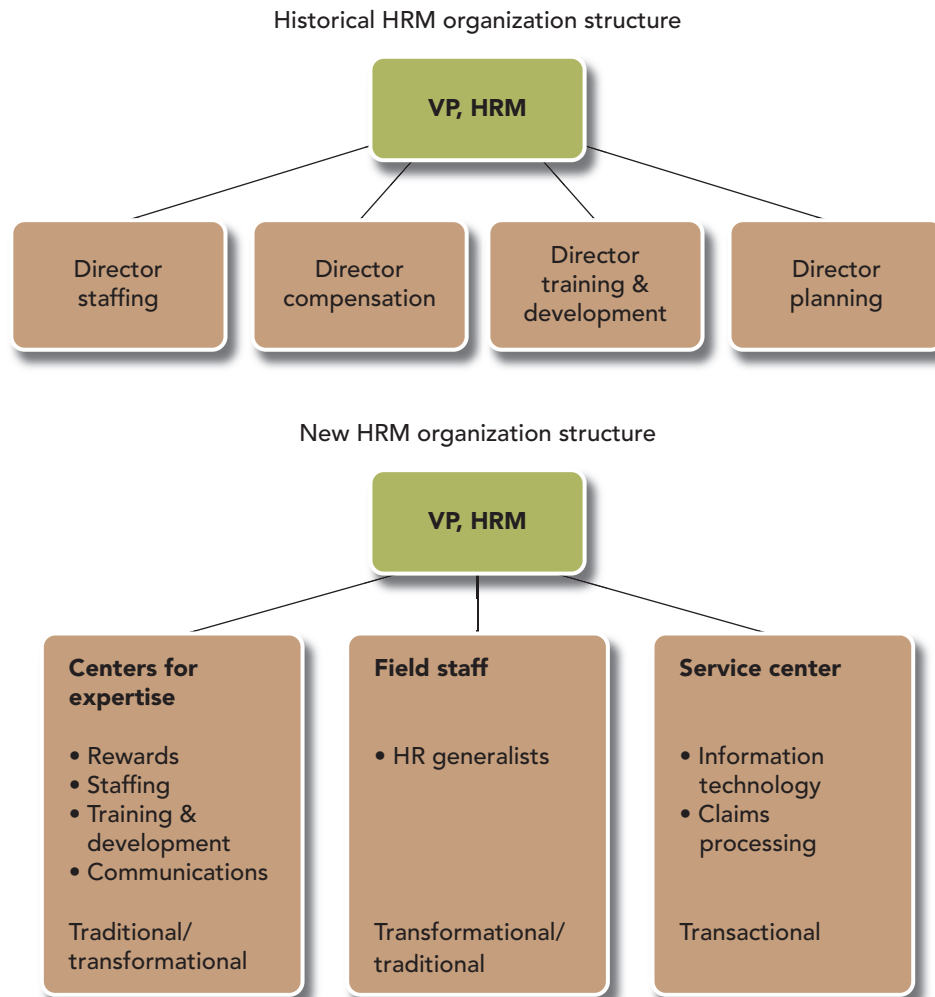 Historical HRM organization structure
VP, HRM
Director
staffing
Director
compensation
Director
training &
development
Director
planning
New HRM organization structure
VP, HRM
Centers for
expertise
• Rewards
• Staffing
• Training &
development
• Communications
Traditional/
transformational
Field staff
• HR generalists
Transformational/
traditional
Service center
• Information
technology
• Claims
processing
Transactional